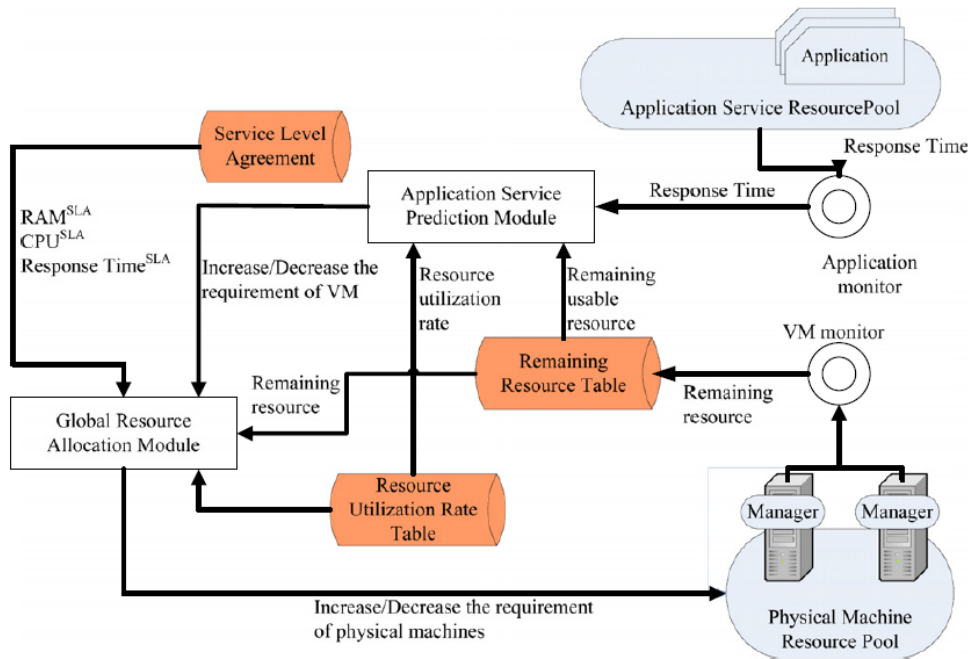 Application
Application Service ResourcePool
Service Level
Agreement
Response Time
Application Service
Prediction Module
Response Time
RAM^SLA
CPU^SLA
Response Time^SLA
Increase/Decrease the
requirement of VM
Resource
utilization
rate
Remaining
usable
resource
Application
monitor
VM monitor
Remaining
Resource Table
Remaining
resource
Remaining
resource
Global Resource
Allocation Module
Resource
Utilization Rate
Table
Manager
Manager
Increase/Decrease the requirement
of physical machines
Physical Machine
Resource Pool